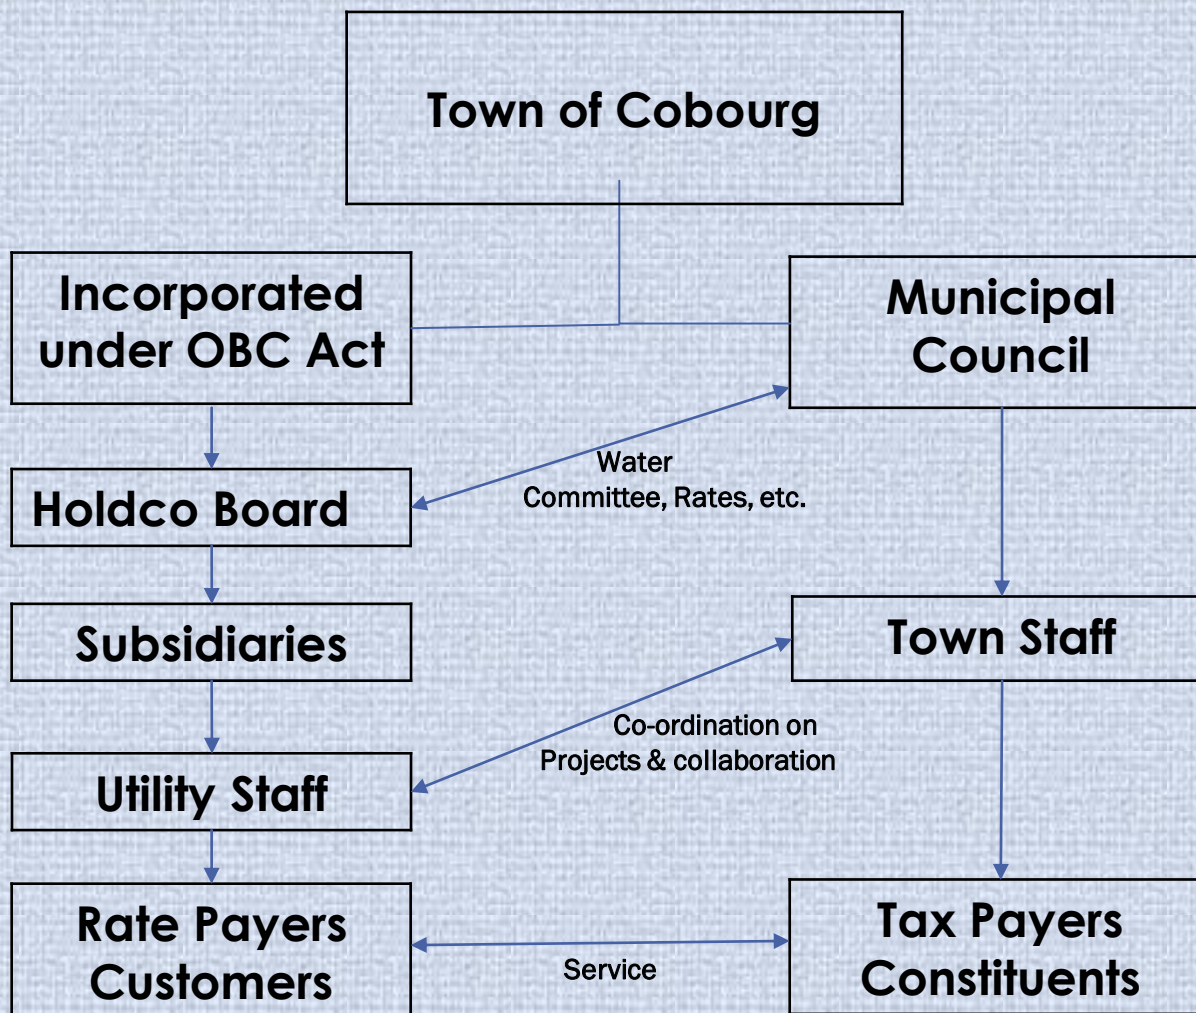 Town of Cobourg
Incorporated
under OBC Act
Municipal
Council
Water
Committee, Rates, etc.
Holdco Board
Subsidiaries
Town Staff
Co-ordination on
Projects & collaboration
Utility Staff
Rate Payers
Customers
Service
Tax Payers
Constituents